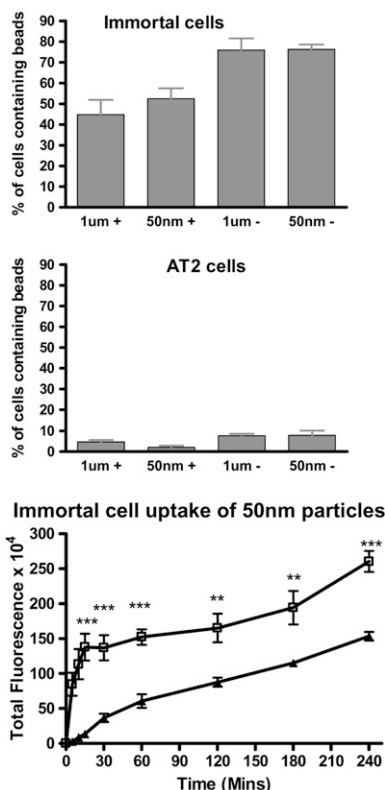 Immortal cells
% of cells containing beads
90
80
70
60
50
40
30
20
10
0
1um + 50nm + 1um - 50nm -
AT2 cells
% of cells containing beads
90
80
70
60
50
40
30
20
10
0
1um + 50nm + 1um - 50nm -
Immortal cell uptake of 50nm particles
Total Fluorescence x 10⁴
300
250
200
150
100
50
0
*** *** *** ** ** ***
0 30 60 90 120 150 180 210 240
Time (Mins)